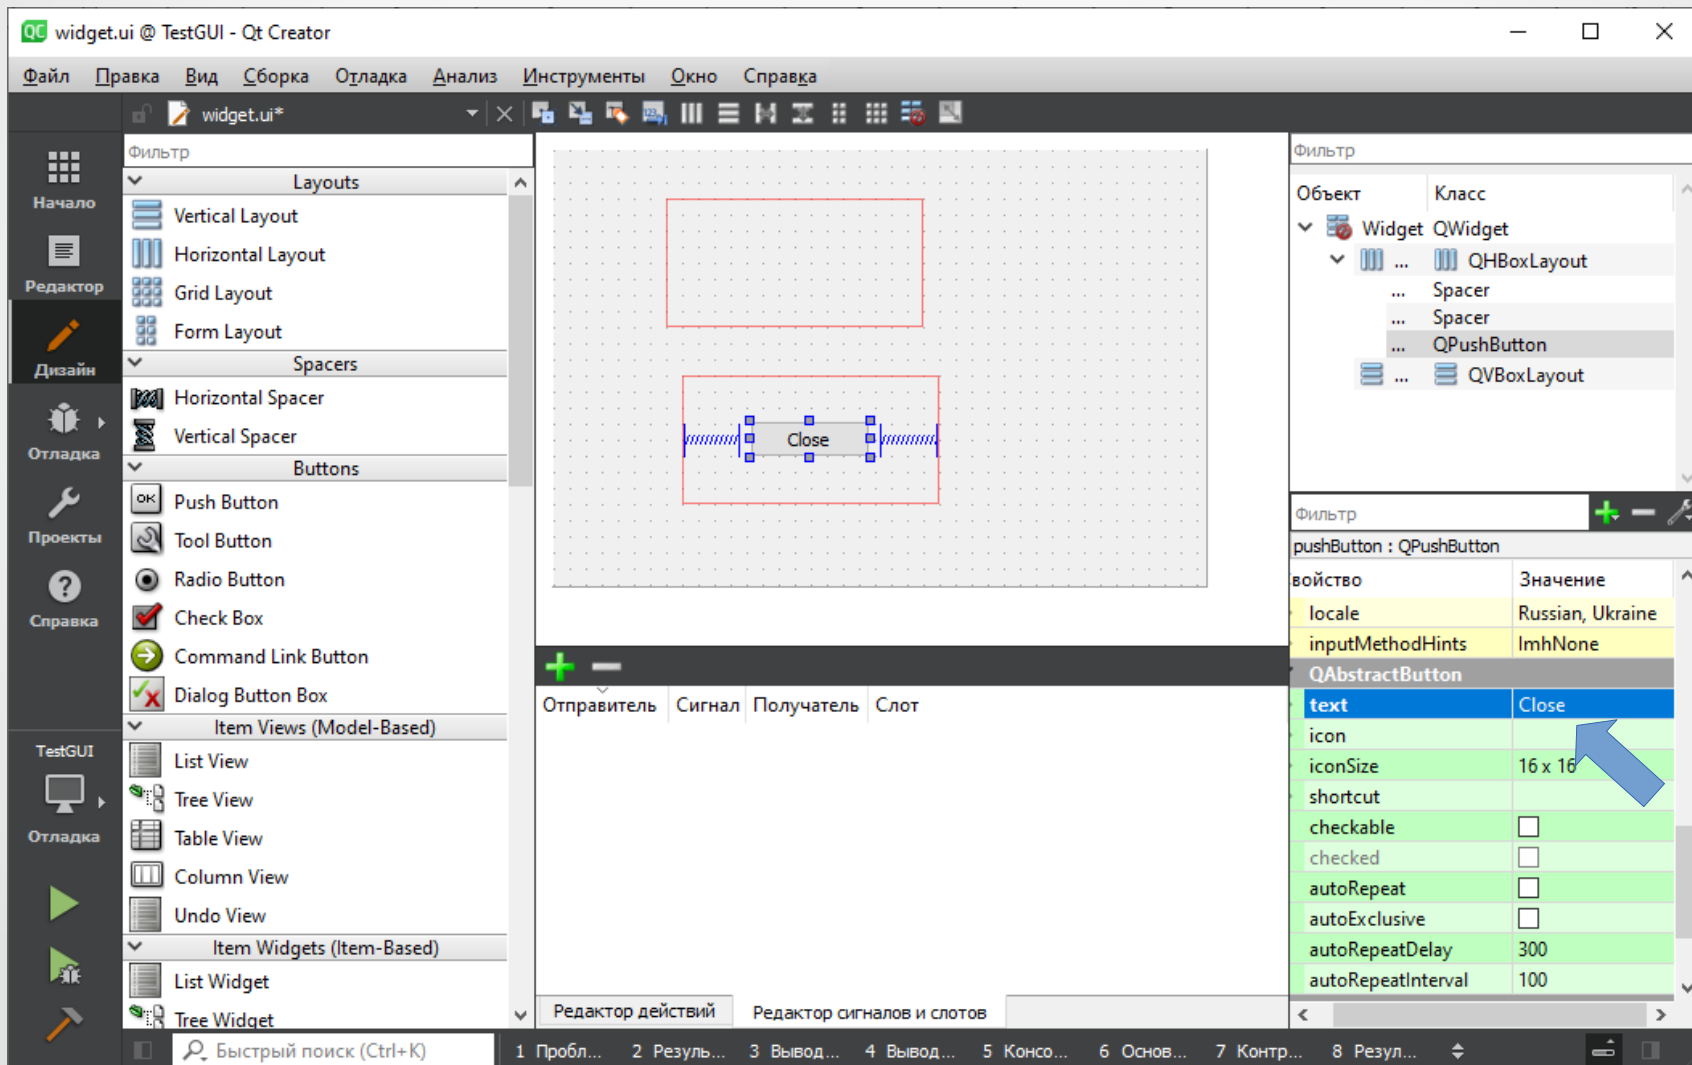 QC widget.ui @ TestGUI - Qt Creator
Файл Правка Вид Сборка Отладка Анализ Инструменты Окно Справка
widget.ui*
Фильтр
Layouts
Vertical Layout
Horizontal Layout
Grid Layout
Form Layout
Spacers
Horizontal Spacer
Vertical Spacer
Buttons
OK Push Button
Tool Button
Radio Button
Check Box
Command Link Button
Dialog Button Box
Item Views (Model-Based)
List View
Tree View
Table View
Column View
Undo View
Item Widgets (Item-Based)
List Widget
Tree Widget
Начало
Редактор
Дизайн
Отладка
Проекты
Справка
TestGUI
Отладка
Close
Отправитель Сигнал Получатель Слот
Редактор действий Редактор сигналов и слотов
Фильтр
Объект Класс
Widget QWidget
... QHBoxLayout
... Spacer
... Spacer
... QPushButton
... QVBoxLayout
Фильтр
pushButton : QPushButton
войство Значение
locale Russian, Ukraine
inputMethodHints ImhNone
QAbstractButton
text Close
icon
iconSize 16 x 16
shortcut
checkable
checked
autoRepeat
autoExclusive
autoRepeatDelay 300
autoRepeatInterval 100
Быстрый поиск (Ctrl+K) 1 Пробл... 2 Резуль... 3 Вывод... 4 Вывод... 5 Консо... 6 Основ... 7 Контр... 8 Резул...